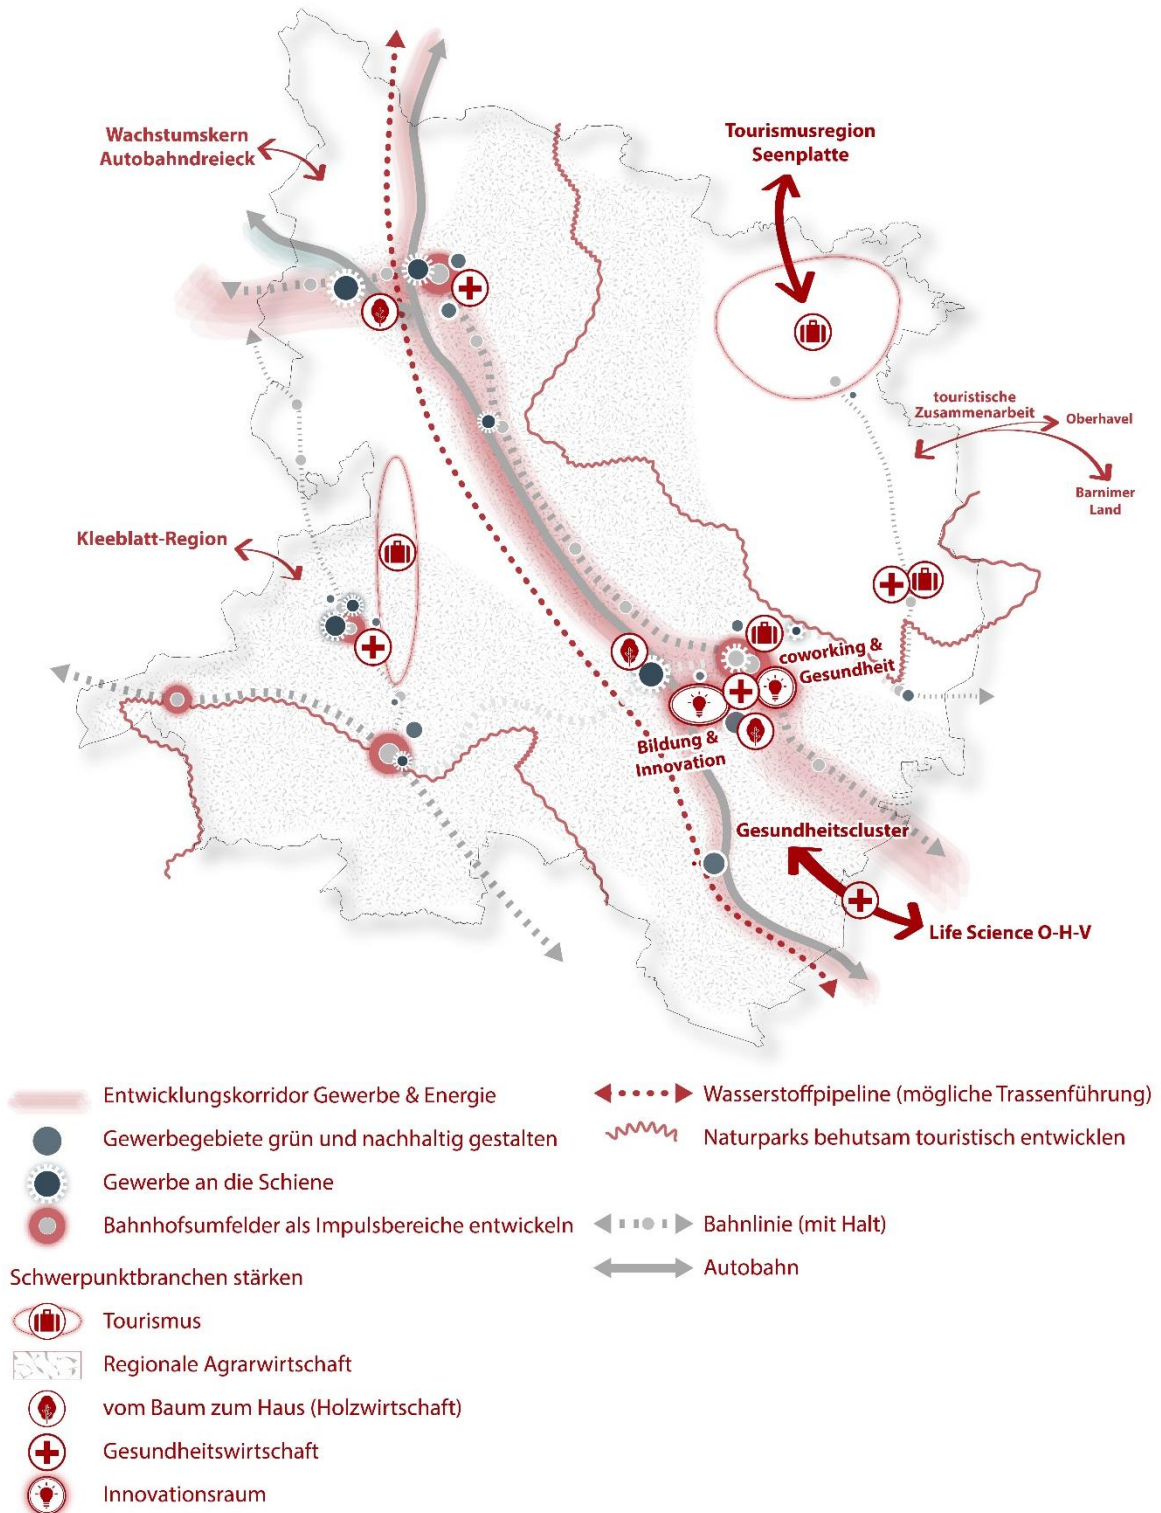 Wachstumskern
Autobahndreieck
Tourismusregion
Seenplatte
touristische
Zusammenarbeit
Oberhavel
Barnimer
Land
Kleeblatt-Region
coworking &
Gesundheit
Bildung &
Innovation
Gesundheitscluster
Life Science O-H-V
Entwicklungskorridor Gewerbe & Energie
Gewerbegebiete grün und nachhaltig gestalten
Gewerbe an die Schiene
Bahnhofsumfelder als Impulsbereiche entwickeln
Schwerpunktbranchen stärken
Tourismus
Regionale Agrarwirtschaft
vom Baum zum Haus (Holzwirtschaft)
Gesundheitswirtschaft
Innovationsraum
Wasserstoffpipeline (mögliche Trassenführung)
Naturparks behutsam touristisch entwicklen
Bahnlinie (mit Halt)
Autobahn